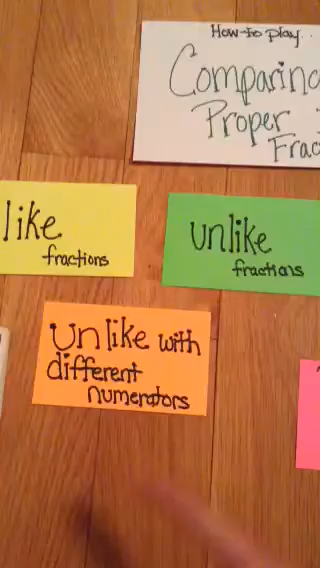 How-to play
Comparing
Proper
Frac
like
fractions
unlike
fractions
Unlike with
different
numerators